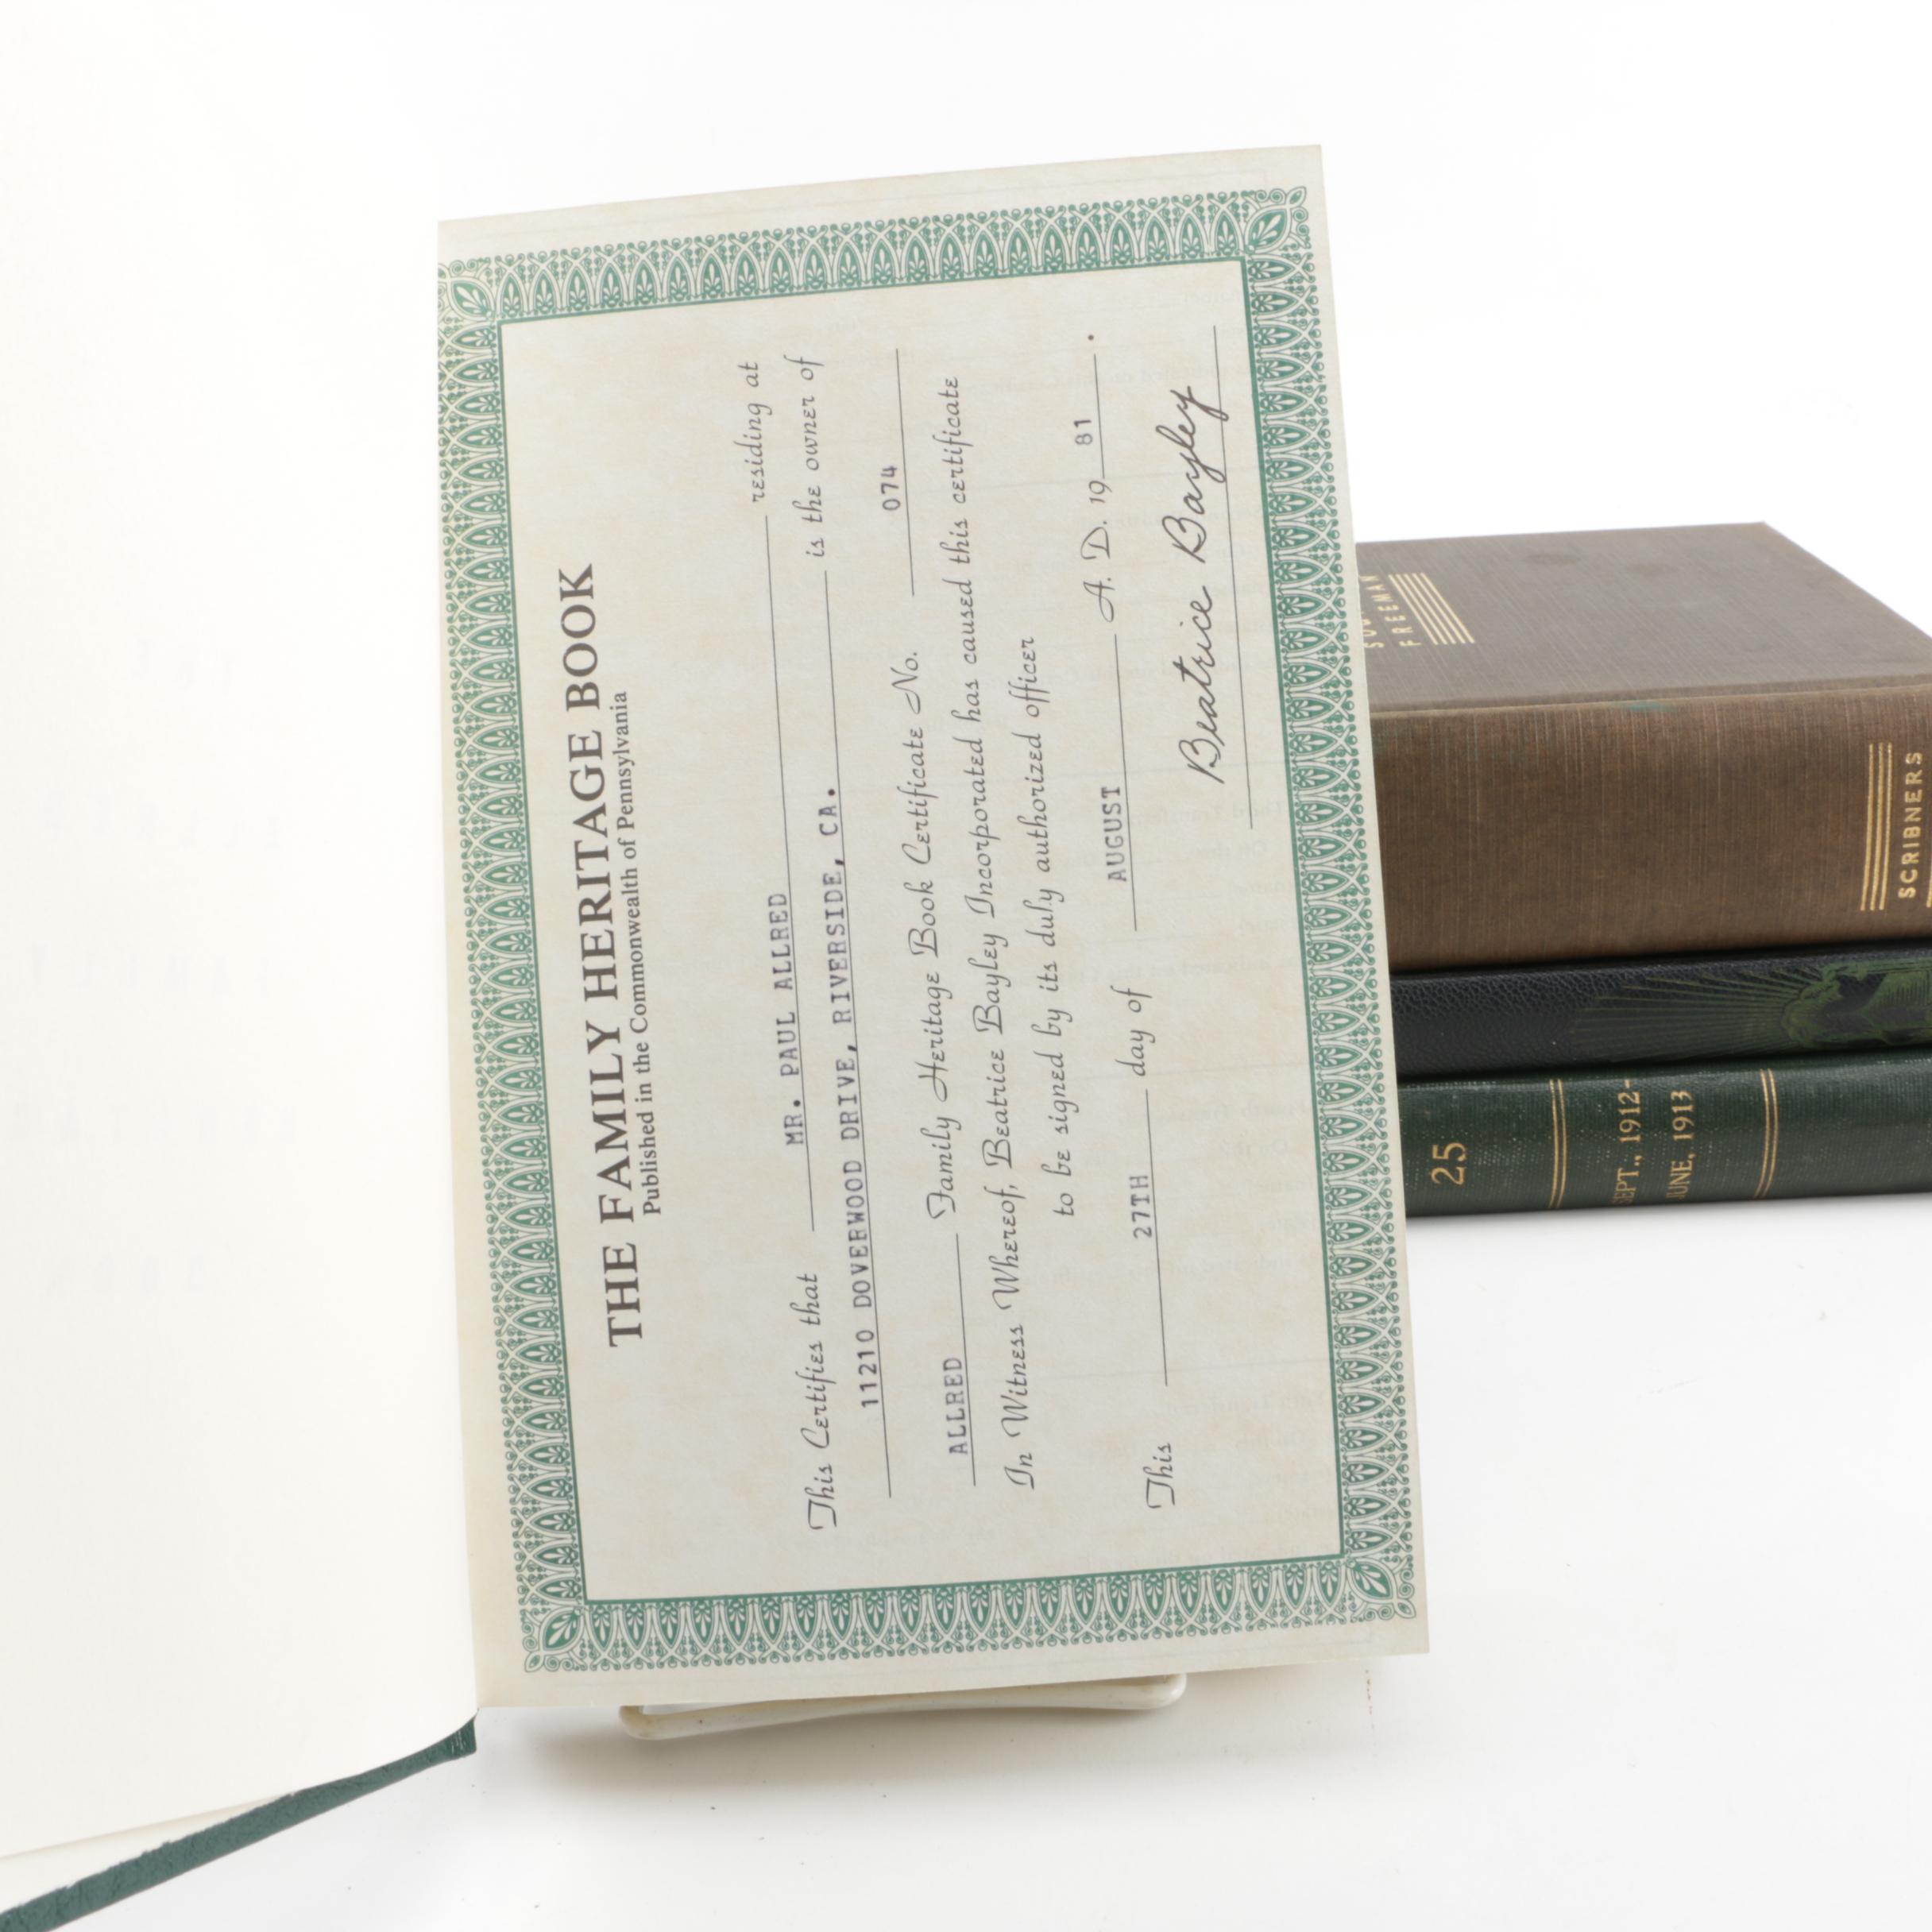 THE FAMILY HERITAGE BOOK
Published in the Commonwealth of Pennsylvania
This Certifies that MR. PAUL ALLRED residing at
11210 DOVERWOOD DRIVE, RIVERSIDE, CA. is the owner of
ALLRED Family Heritage Book Certificate No. 074
In Witness Whereof, Beatrice Bayley Incorporated has caused this certificate
to be signed by its duly authorized officer
This 27TH day of AUGUST A. D. 19 81 .
Beatrice Bayley
FREEMAN
SCRIBNERS
25
SEPT., 1912-
JUNE, 1913